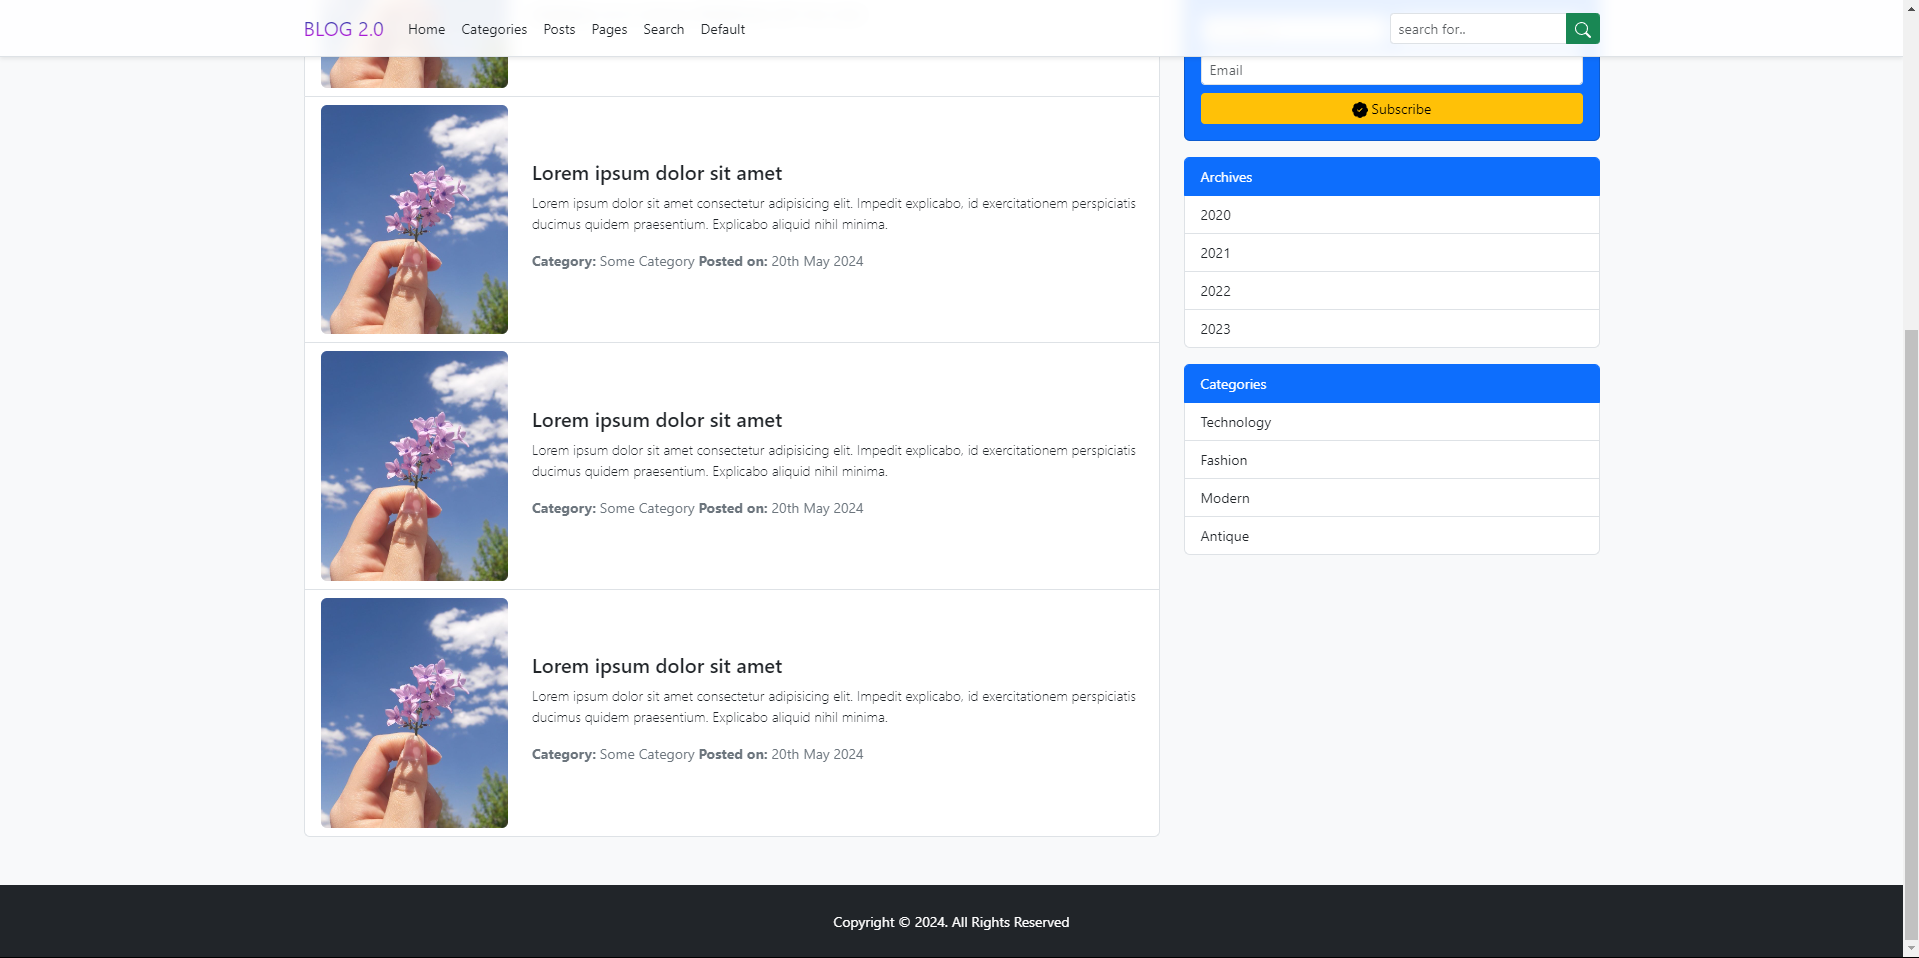 BLOG 2.0 Home Categories Posts Pages Search Default search for..
Lorem ipsum dolor sit amet
Lorem ipsum dolor sit amet consectetur adipisicing elit. Impedit explicabo, id exercitationem perspiciatis
ducimus quidem praesentium. Explicabo aliquid nihil minima.
Category: Some Category Posted on: 20th May 2024
Lorem ipsum dolor sit amet
Lorem ipsum dolor sit amet consectetur adipisicing elit. Impedit explicabo, id exercitationem perspiciatis
ducimus quidem praesentium. Explicabo aliquid nihil minima.
Category: Some Category Posted on: 20th May 2024
Lorem ipsum dolor sit amet
Lorem ipsum dolor sit amet consectetur adipisicing elit. Impedit explicabo, id exercitationem perspiciatis
ducimus quidem praesentium. Explicabo aliquid nihil minima.
Category: Some Category Posted on: 20th May 2024
Email
Subscribe
Archives
2020
2021
2022
2023
Categories
Technology
Fashion
Modern
Antique
Copyright © 2024. All Rights Reserved